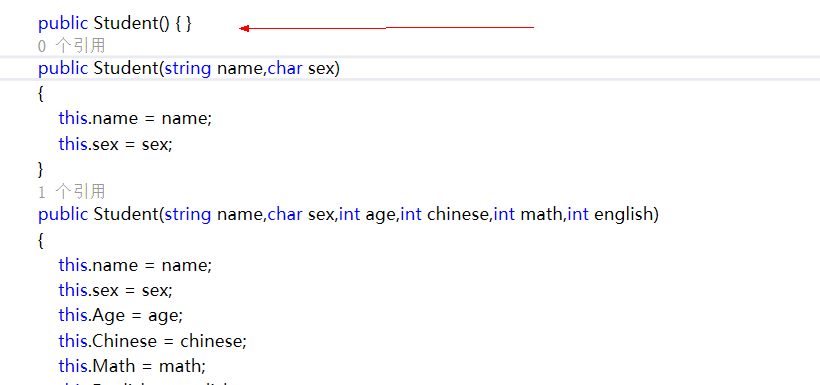 public Student() { }
0 个引用
public Student(string name,char sex)
{
this.name = name;
this.sex = sex;
}
1 个引用
public Student(string name,char sex,int age,int chinese,int math,int english)
{
this.name = name;
this.sex = sex;
this.Age = age;
this.Chinese = chinese;
this.Math = math;